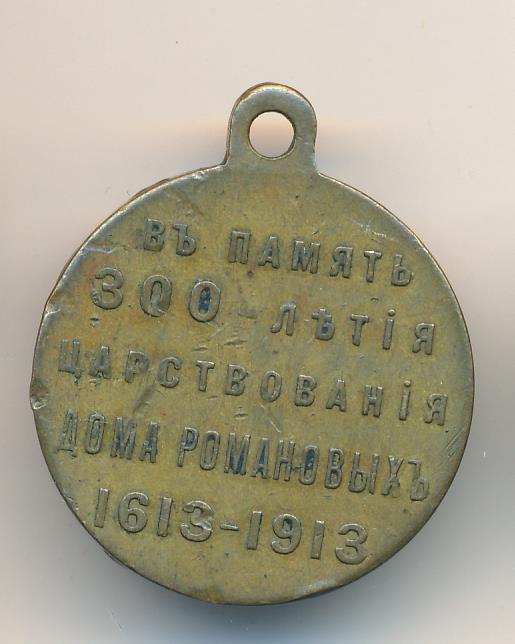 ВЪ ПАМЯТЬ
300-ЛѢТІЯ
ЦАРСТВОВАНІЯ
ДОМА РОМАНОВЫХЪ
1613-1913